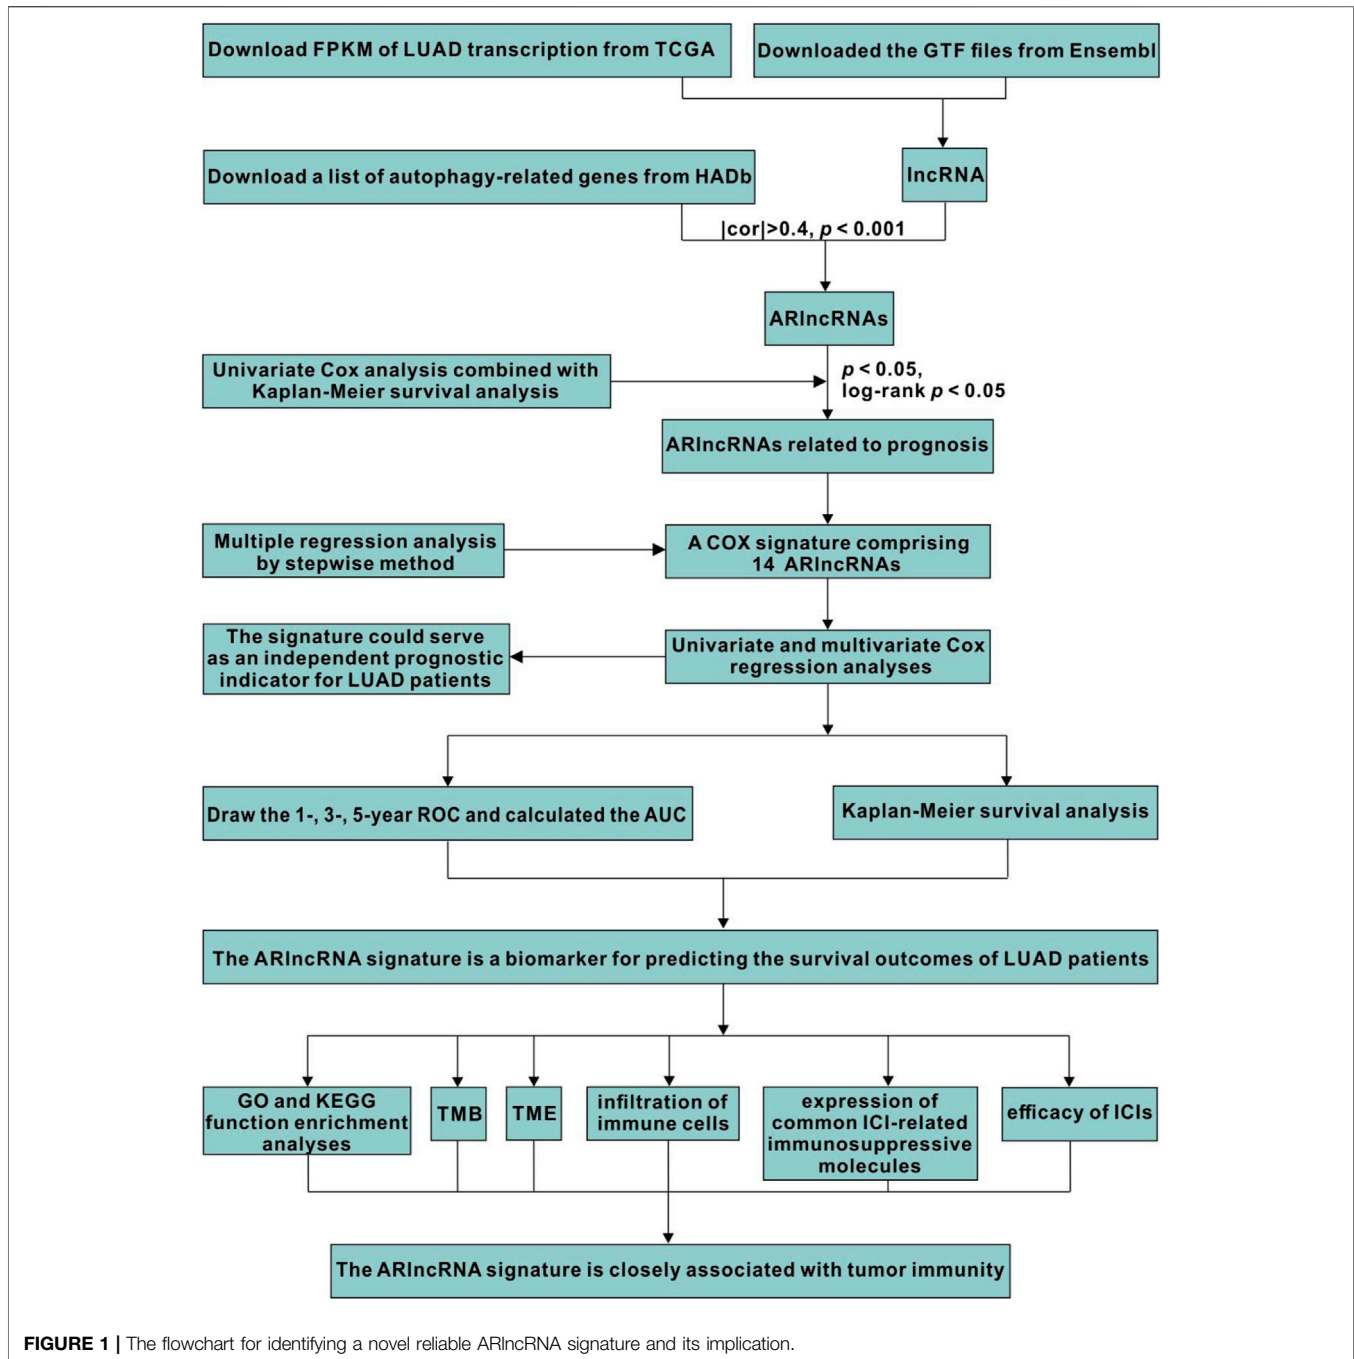 Download FPKM of LUAD transcription from TCGA
Downloaded the GTF files from Ensembl
Download a list of autophagy-related genes from HADb
lncRNA
|cor|>0.4, p < 0.001
ARlncRNAs
Univariate Cox analysis combined with
Kaplan-Meier survival analysis
p < 0.05,
log-rank p < 0.05
ARlncRNAs related to prognosis
Multiple regression analysis
by stepwise method
A COX signature comprising
14 ARlncRNAs
The signature could serve
as an independent prognostic
indicator for LUAD patients
Univariate and multivariate Cox
regression analyses
Draw the 1-, 3-, 5-year ROC and calculated the AUC
Kaplan-Meier survival analysis
The ARlncRNA signature is a biomarker for predicting the survival outcomes of LUAD patients
GO and KEGG
function enrichment
analyses
TMB
TME
infiltration of
immune cells
expression of
common ICI-related
immunosuppressive
molecules
efficacy of ICIs
The ARlncRNA signature is closely associated with tumor immunity
FIGURE 1 | The flowchart for identifying a novel reliable ARlncRNA signature and its implication.